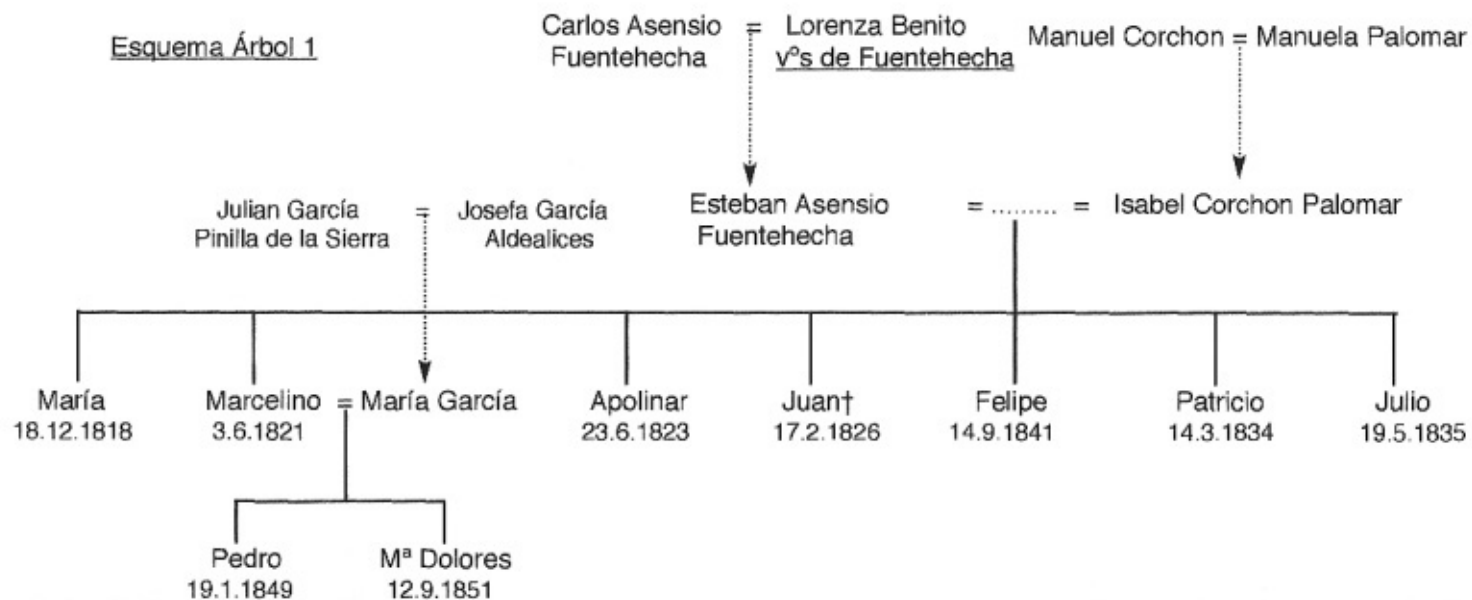 Esquema Árbol 1
Carlos Asensio = Lorenza Benito
Fuentehecha vºs de Fuentehecha
Manuel Corchon = Manuela Palomar
Julian García = Josefa García
Pinilla de la Sierra Aldealices
Esteban Asensio = ......... = Isabel Corchon Palomar
Fuentehecha
María Marcelino = María García Apolinar Juan† Felipe Patricio Julio
18.12.1818 3.6.1821 23.6.1823 17.2.1826 14.9.1841 14.3.1834 19.5.1835
Pedro Mª Dolores
19.1.1849 12.9.1851